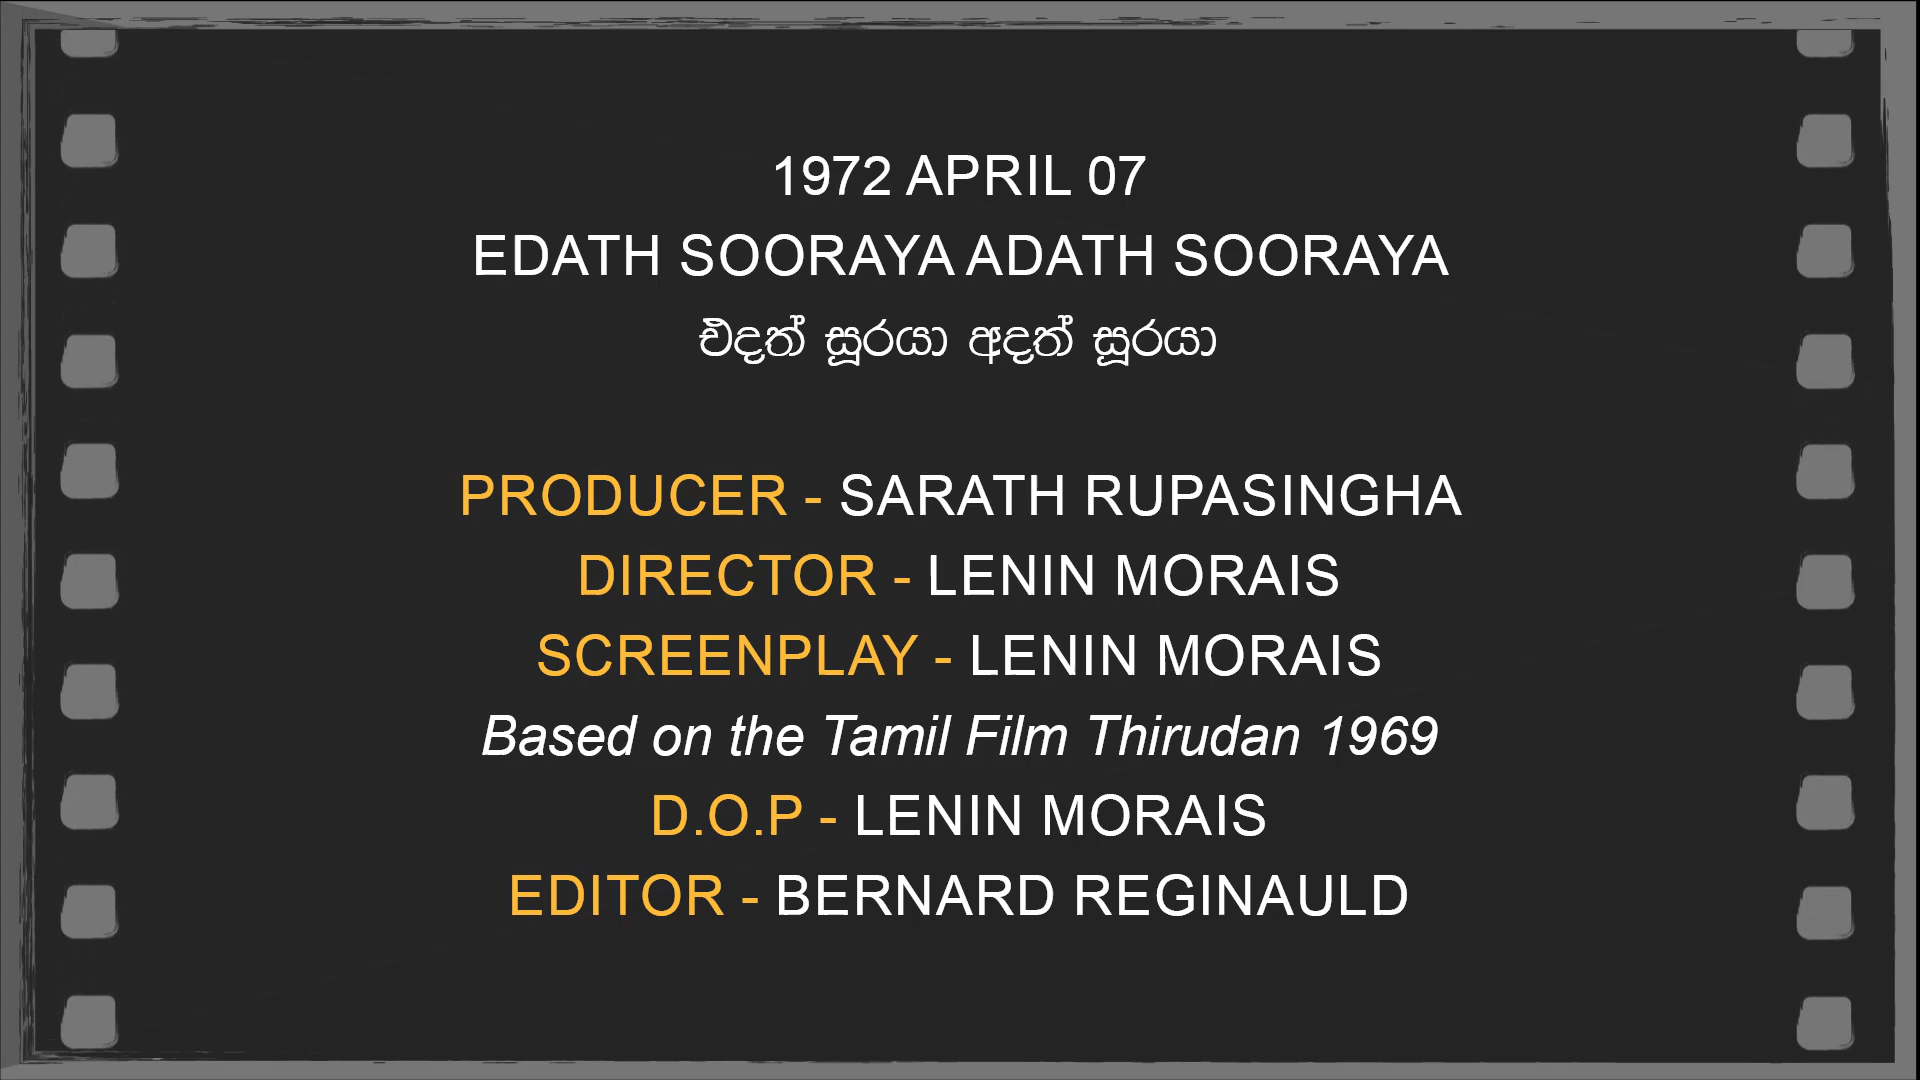 1972 APRIL 07
EDATH SOORAYA ADATH SOORAYA
එදත් සූරයා අදත් සූරයා
PRODUCER - SARATH RUPASINGHA
DIRECTOR - LENIN MORAIS
SCREENPLAY - LENIN MORAIS
Based on the Tamil Film Thirudan 1969
D.O.P - LENIN MORAIS
EDITOR - BERNARD REGINAULD